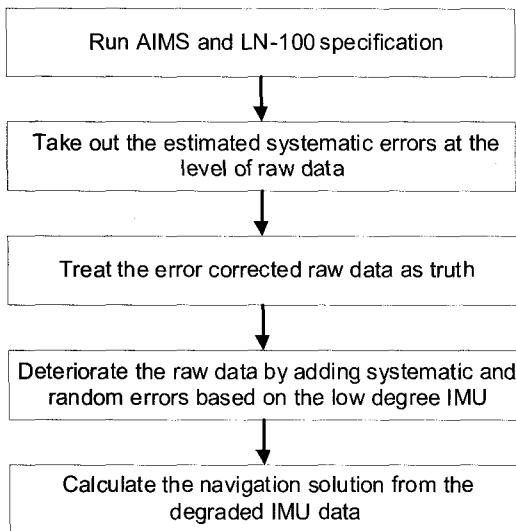 Run AIMS and LN-100 specification
Take out the estimated systematic errors at the
level of raw data
Treat the error corrected raw data as truth
Deteriorate the raw data by adding systematic and
random errors based on the low degree IMU
Calculate the navigation solution from the
degraded IMU data